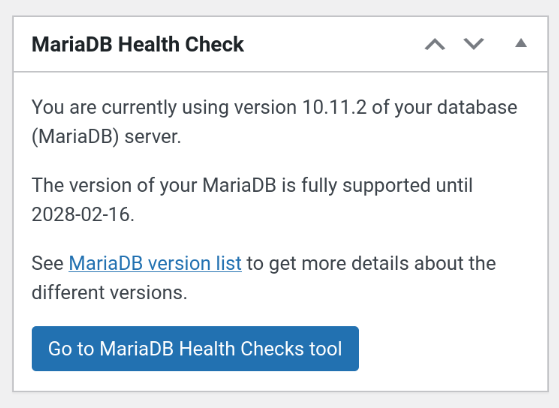 MariaDB Health Check
You are currently using version 10.11.2 of your database
(MariaDB) server.
The version of your MariaDB is fully supported until
2028-02-16.
See MariaDB version list to get more details about the
different versions.
Go to MariaDB Health Checks tool